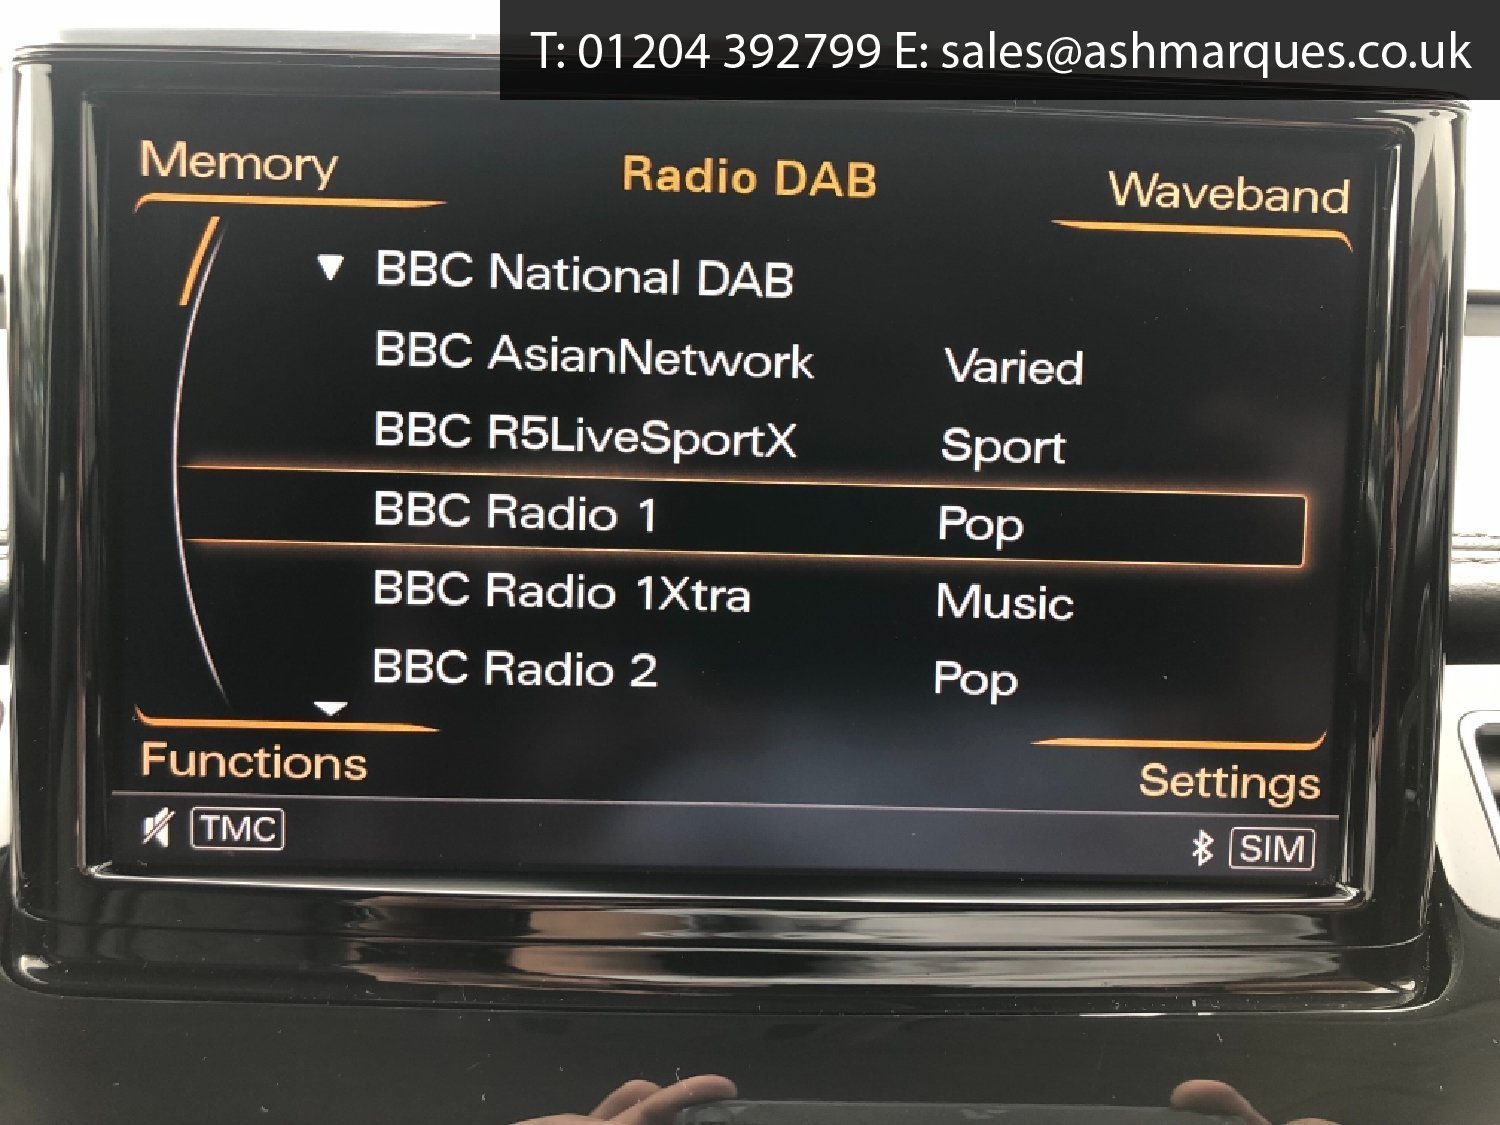 T: 01204 392799 E: sales@ashmarques.co.uk
Memory
Radio DAB
Waveband
BBC National DAB
BBC AsianNetwork Varied
BBC R5LiveSportX Sport
BBC Radio 1 Pop
BBC Radio 1Xtra Music
BBC Radio 2 Pop
Functions
Settings
TMC
SIM